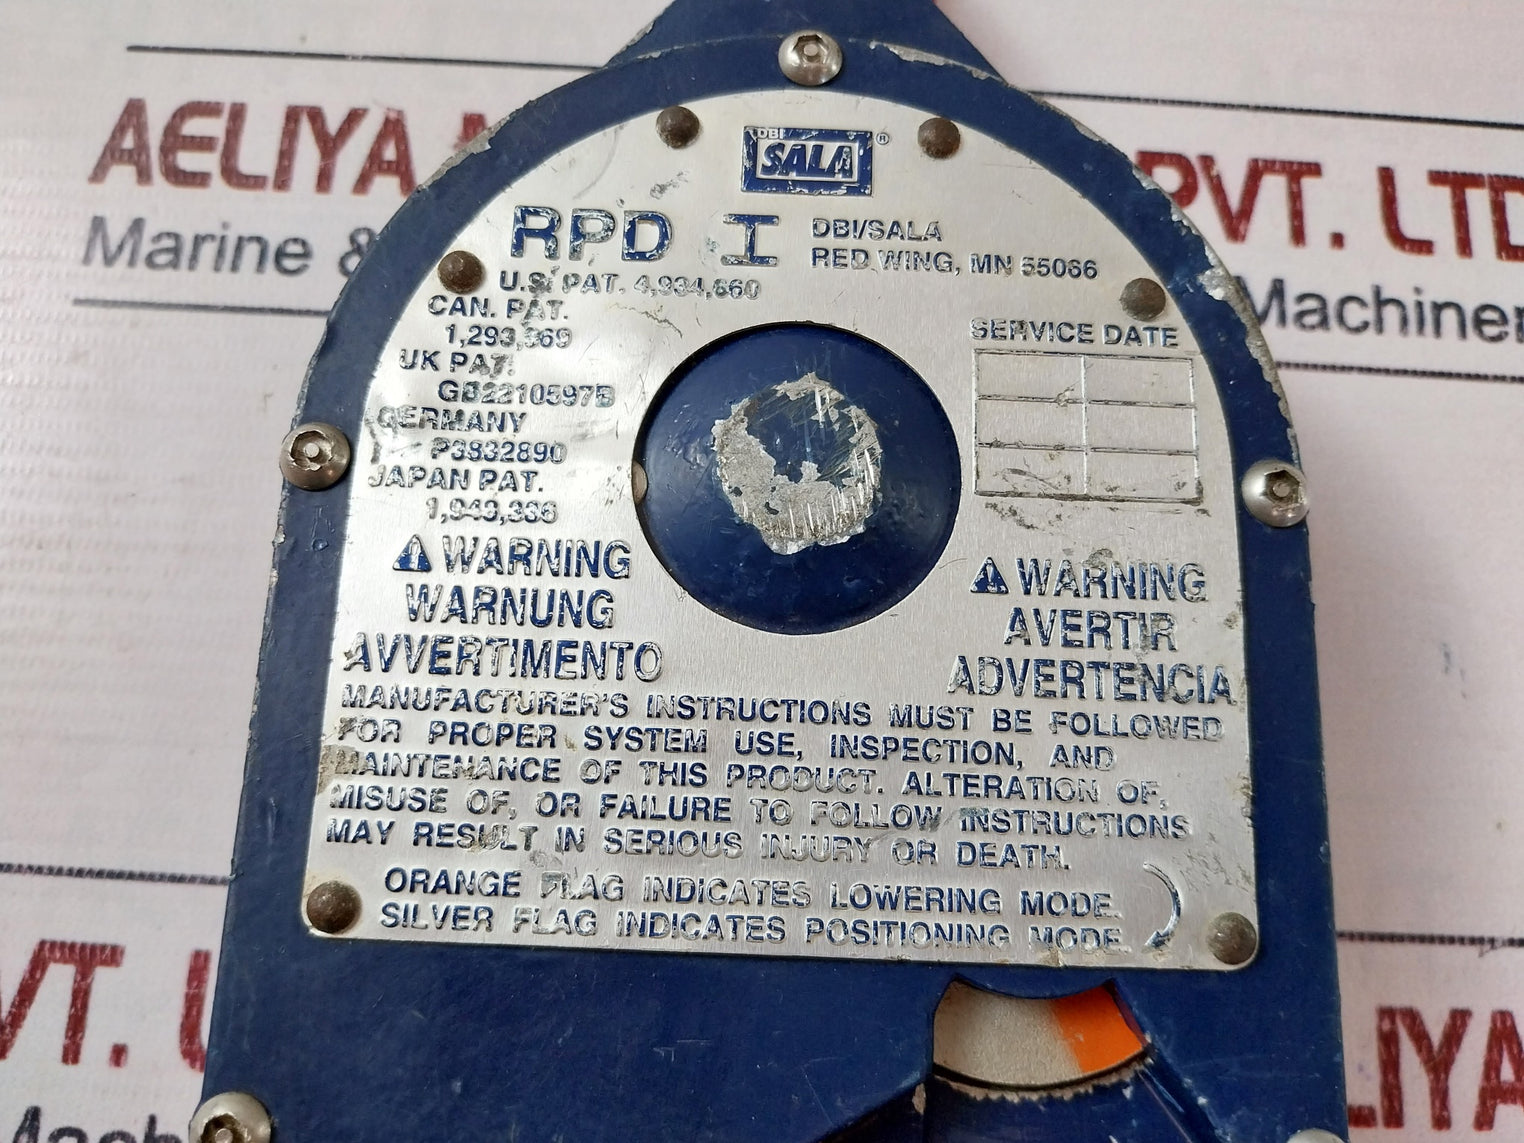 AELIYA
PVT. LTD
Marine &
Machiner
DBI
SALA ®
RPD I
DBI/SALA
RED WING, MN 55066
U.S. PAT. 4,934,660
CAN. PAT.
1,293,369
UK PAT.
GB2210597B
GERMANY
P3832890
JAPAN PAT.
SERVICE DATE
WARNING
WARNUNG
AVVERTIMENTO
WARNING
AVERTIR
ADVERTENCIA
MANUFACTURER'S INSTRUCTIONS MUST BE FOLLOWED
FOR PROPER SYSTEM USE, INSPECTION, AND
MAINTENANCE OF THIS PRODUCT. ALTERATION OF,
MISUSE OF, OR FAILURE TO FOLLOW INSTRUCTIONS
MAY RESULT IN SERIOUS INJURY OR DEATH.
ORANGE FLAG INDICATES LOWERING MODE.
SILVER FLAG INDICATES POSITIONING MODE.
VT.
LIYA